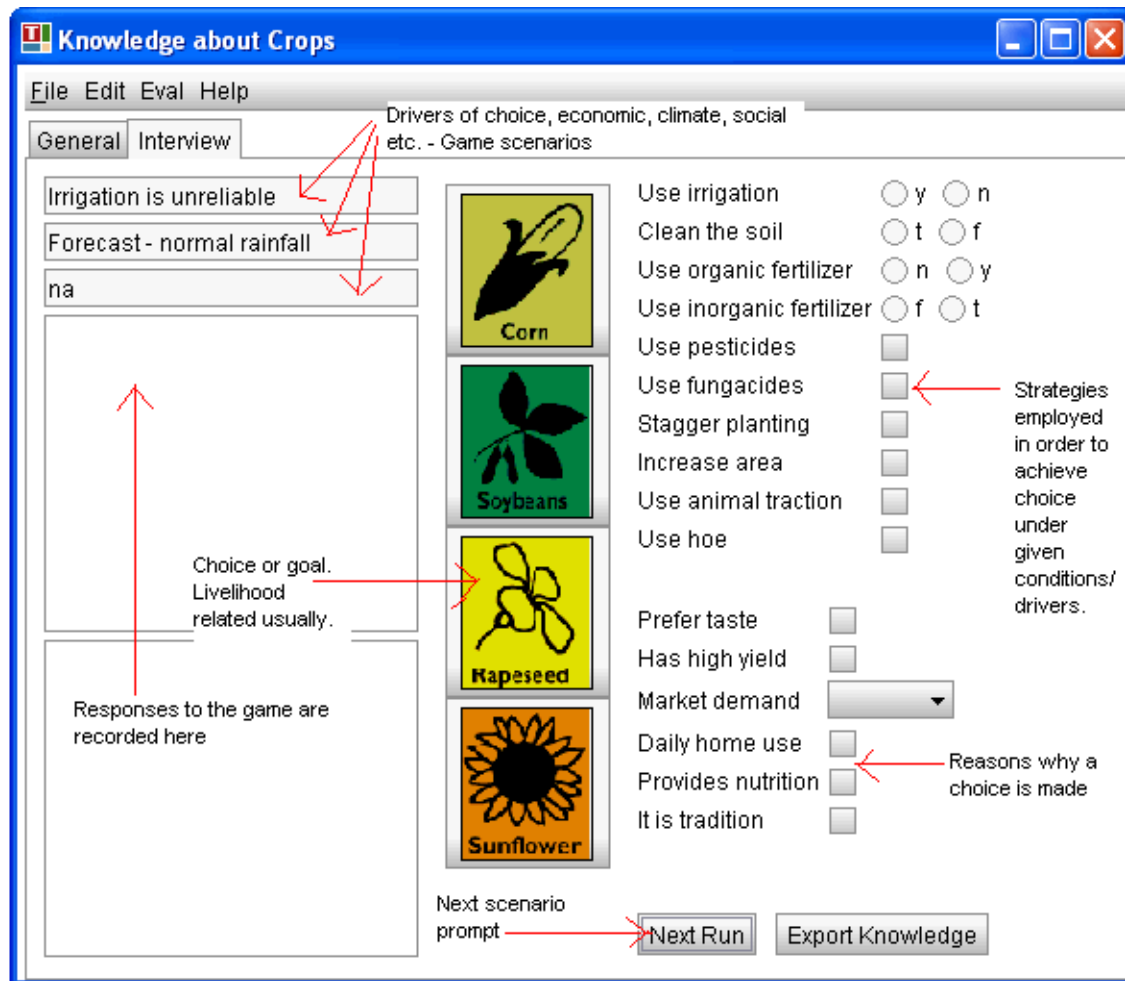 Knowledge about Crops
File Edit Eval Help
Drivers of choice, economic, climate, social
etc. - Game scenarios
General Interview
Irrigation is unreliable
Forecast - normal rainfall
na
Choice or goal.
Livelihood
related usually.
Responses to the game are
recorded here
Corn
Soybeans
Rapeseed
Sunflower
Use irrigation y n
Clean the soil t f
Use organic fertilizer n y
Use inorganic fertilizer f t
Use pesticides
Use fungacides
Stagger planting
Increase area
Use animal traction
Use hoe
Strategies
employed
in order to
achieve
choice
under
given
conditions/
drivers.
Prefer taste
Has high yield
Market demand
Daily home use
Provides nutrition
It is tradition
Reasons why a
choice is made
Next scenario
prompt
Next Run Export Knowledge